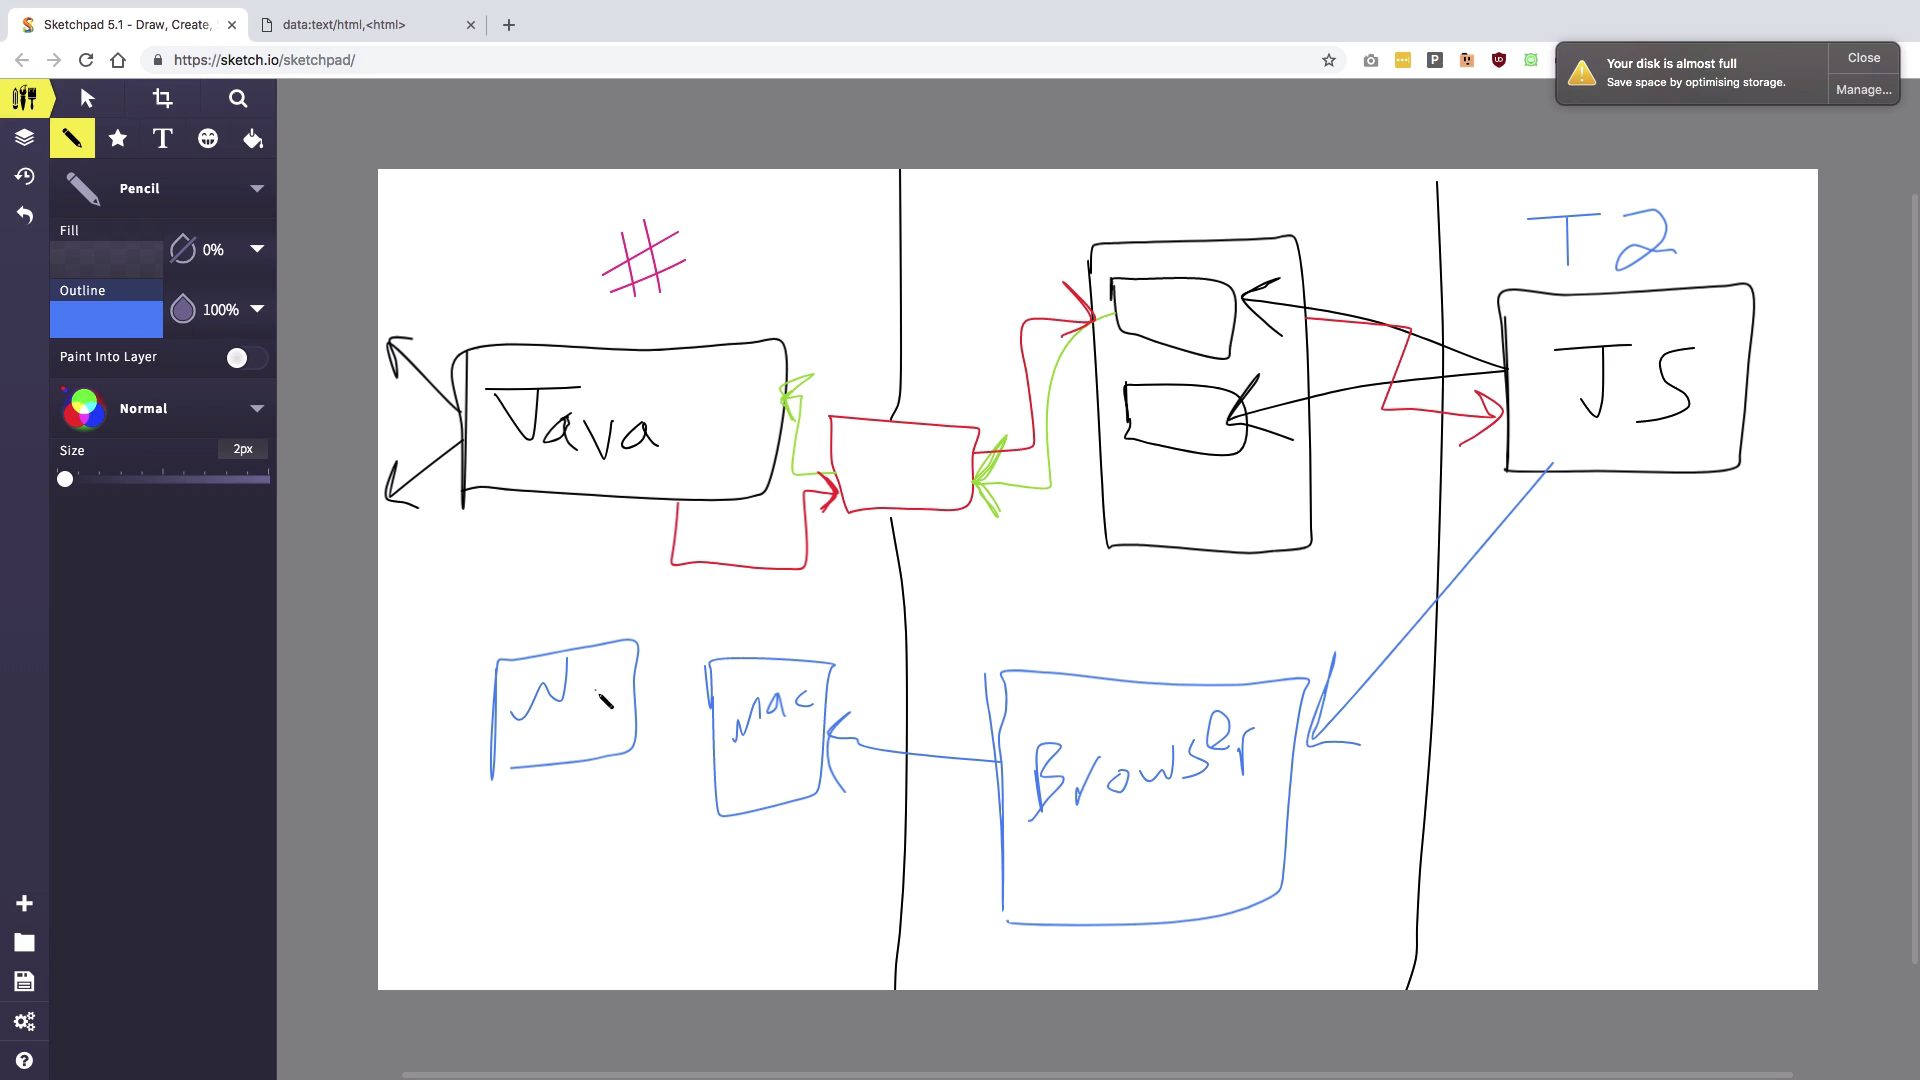 Sketchpad 5.1 - Draw, Create,
data:text/html,<html>
https://sketch.io/sketchpad/
Your disk is almost full
Save space by optimising storage.
Close
Manage...
Pencil
Fill
0%
Outline
100%
Paint Into Layer
Normal
Size
2px
#
T2
Java
JS
Mac
Browser